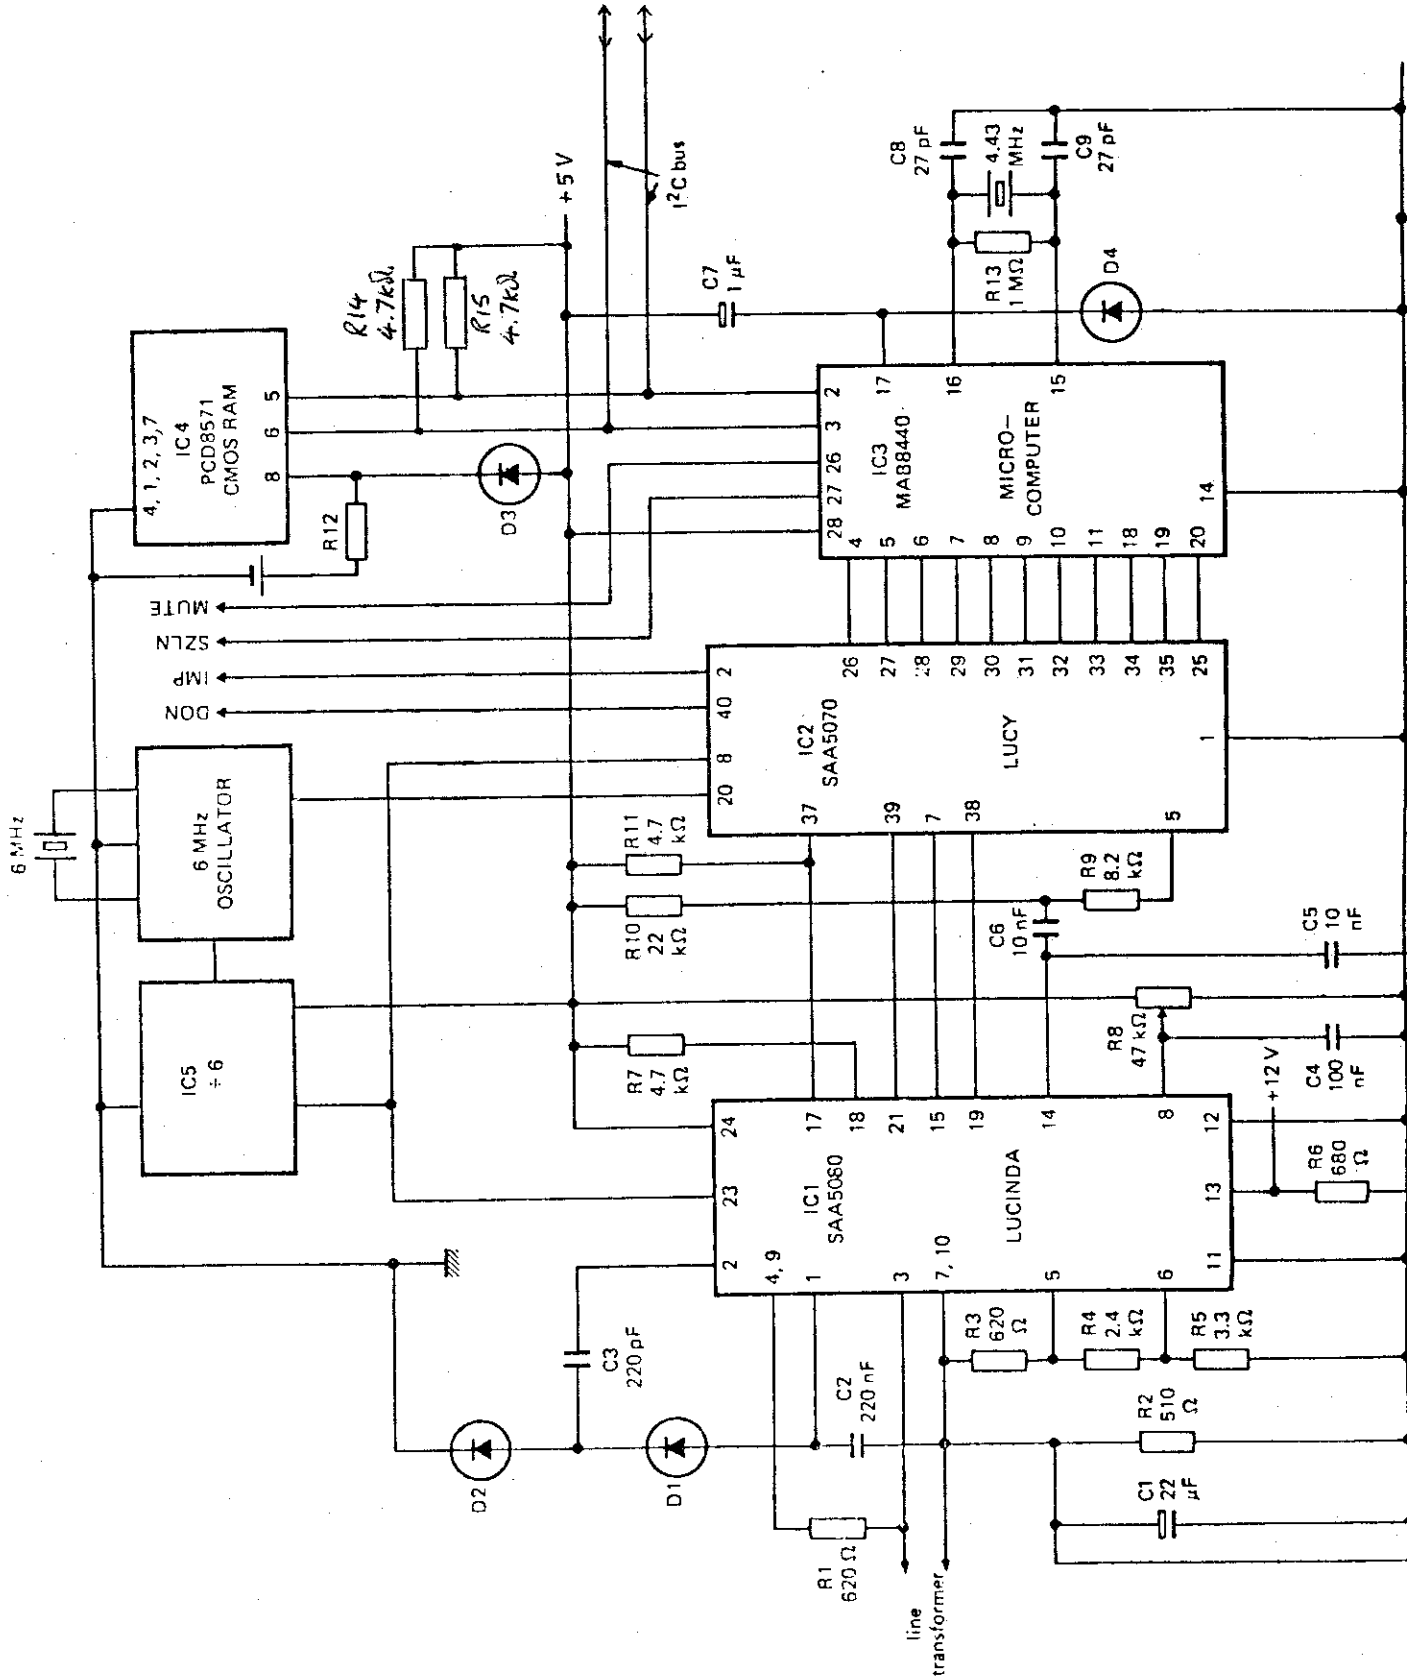 line
transformer
R1
620 Ω
C1
22
µF
R2
510
Ω
D2
D1
C3
220 pF
C2
220 nF
R3
620
Ω
R4
2.4
kΩ
R5
3.3
kΩ
2
23
24
4, 9
1
3
7, 10
5
6
IC1
SAA5060
LUCINDA
17
18
21
15
19
14
8
11
13
12
R6
680
Ω
+12 V
C4
100
nF
C5
10
nF
R7
4.7
kΩ
R8
47 kΩ
C6
10 nF
R9
8.2
kΩ
R10
22
kΩ
R11
4.7
kΩ
IC5
÷ 6
6 MHz
OSCILLATOR
6 MHz
DON
IMP
SZLN
MUTE
20
8
40
2
37
39
7
38
5
IC2
SAA5070
LUCY
1
26
27
28
29
30
31
32
33
34
35
25
4
5
6
7
8
9
10
11
18
19
20
28
27
26
3
2
IC3
MAB8440
MICRO-
COMPUTER
14
17
16
15
R12
D3
4, 1, 2, 3, 7
IC4
PCD8571
CMOS RAM
8
6
5
R14
4.7kΩ
R15
4.7kΩ
+5V
I²C bus
C7
1 µF
D4
R13
1 MΩ
4.43
MHz
C8
27 pF
C9
27 pF